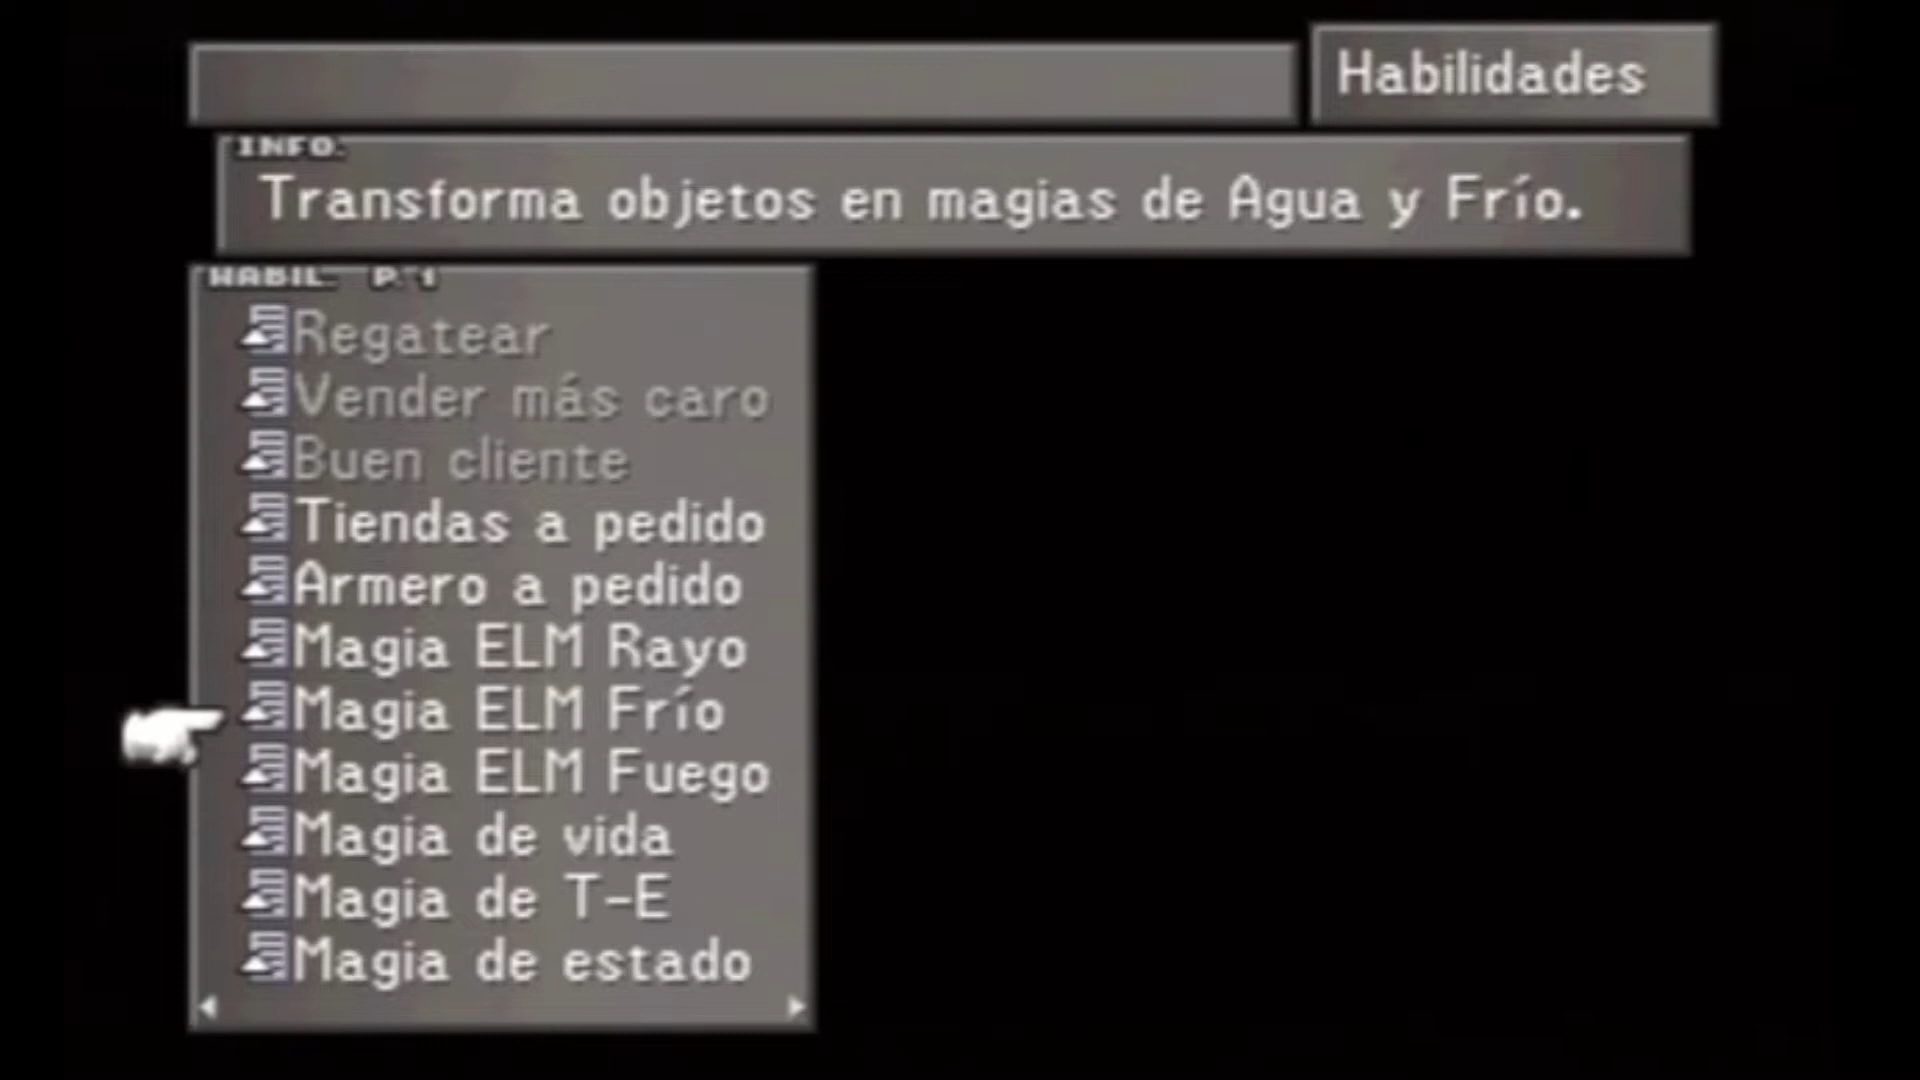 Habilidades
INFO.
Transforma objetos en magias de Agua y Frío.
HABIL. P.1
Regatear
Vender más caro
Buen cliente
Tiendas a pedido
Armero a pedido
Magia ELM Rayo
Magia ELM Frío
Magia ELM Fuego
Magia de vida
Magia de T-E
Magia de estado